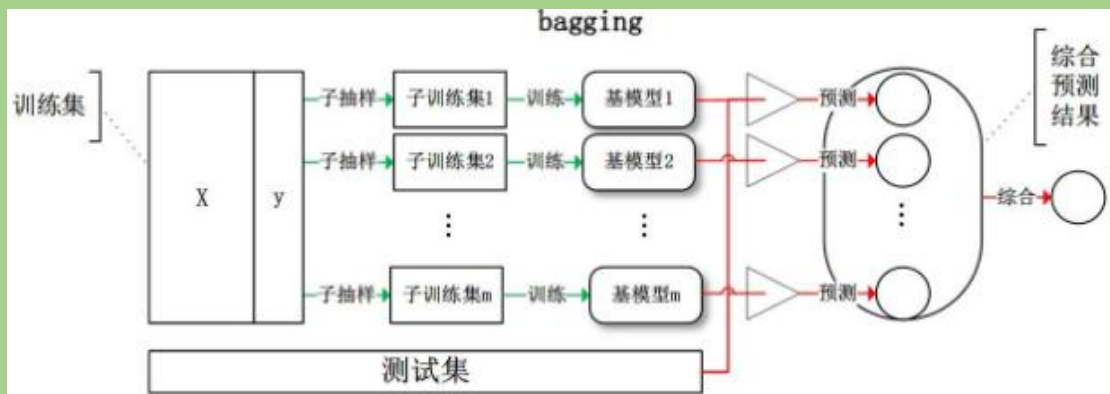 bagging
训练集
X
y
子抽样
子训练集1
训练
基模型1
预测
子抽样
子训练集2
训练
基模型2
预测
⋮
⋮
⋮
子抽样
子训练集m
训练
基模型m
预测
测试集
综合
预测
结果
综合